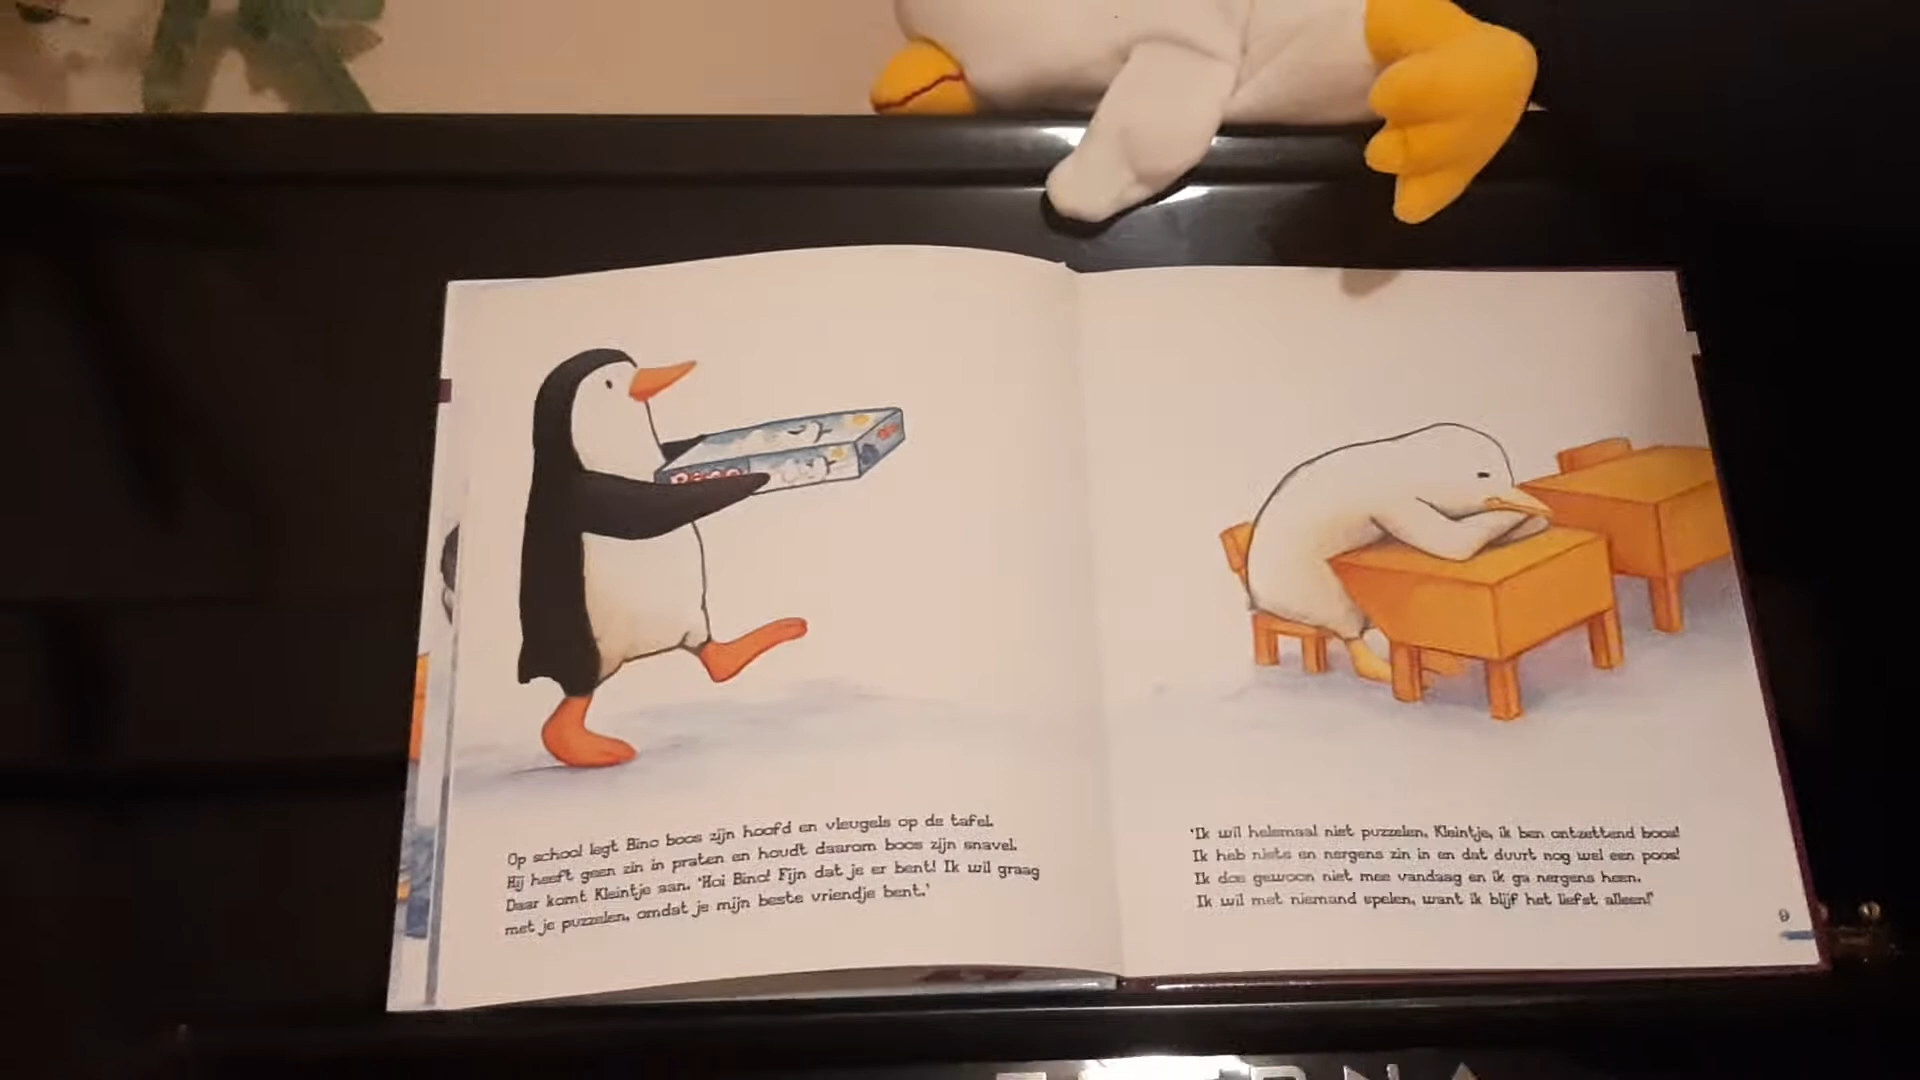 Op school legt Bino boos zijn hoofd en vleugels op de tafel.
Hij heeft geen zin in praten en houdt daarom boos zijn snavel.
Daar komt Kleintje aan. 'Hoi Bino! Fijn dat je er bent! Ik wil graag
met je puzzelen, omdat je mijn beste vriendje bent.'
'Ik wil helemaal niet puzzelen, Kleintje, ik ben ontzettend boos!
Ik heb niets en nergens zin in en dat duurt nog wel een poos!
Ik doe gewoon niet mee vandaag en ik ga nergens heen.
Ik wil met niemand spelen, want ik blijf het liefst alleen!'
9